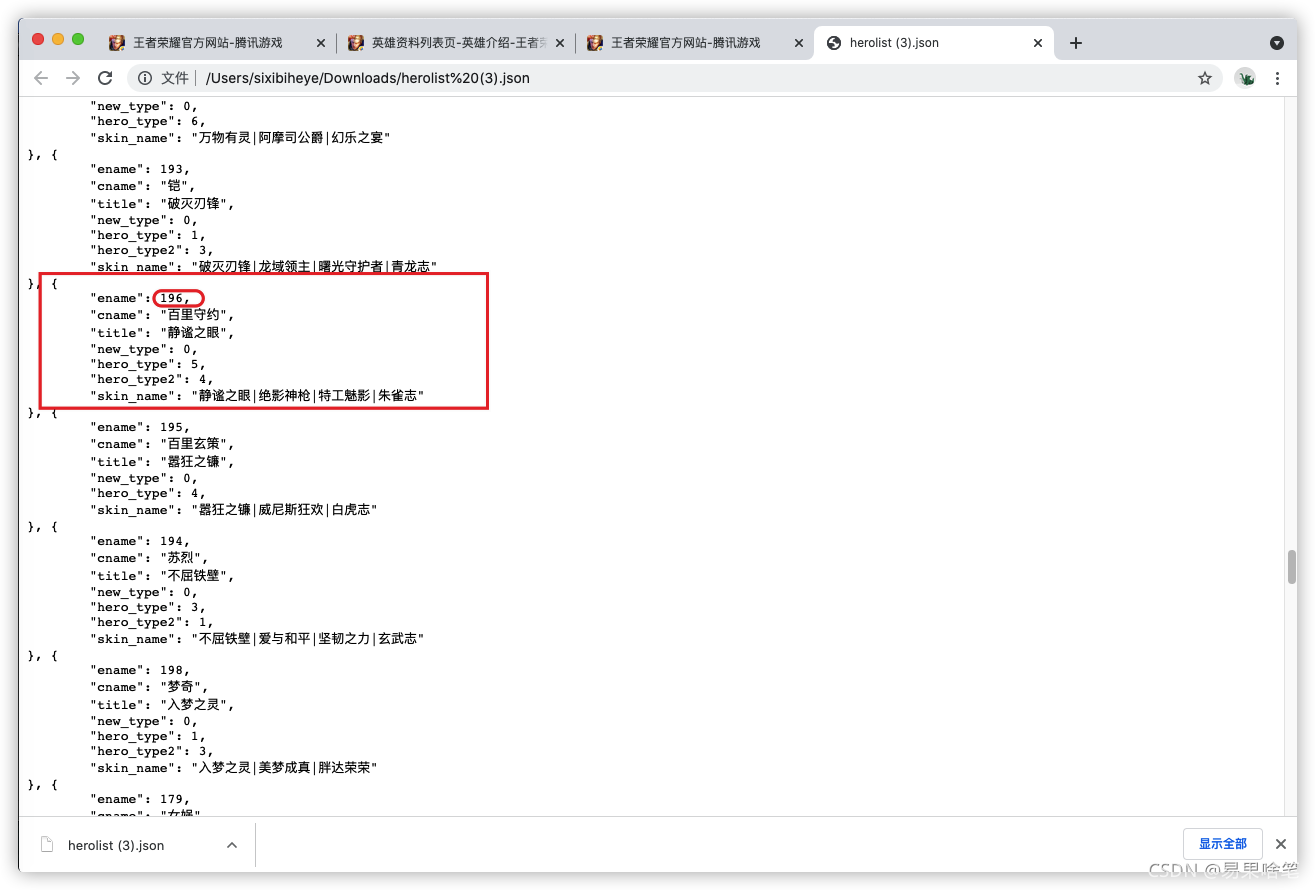 王者荣耀官方网站-腾讯游戏
英雄资料列表页-英雄介绍-王者荣
王者荣耀官方网站-腾讯游戏
herolist (3).json
文件 | /Users/sixibiheye/Downloads/herolist%20(3).json
"new_type": 0,
"hero_type": 6,
"skin_name": "万物有灵|阿摩司公爵|幻乐之宴"
}, {
"ename": 193,
"cname": "铠",
"title": "破灭刃锋",
"new_type": 0,
"hero_type": 1,
"hero_type2": 3,
"skin_name": "破灭刃锋|龙域领主|曙光守护者|青龙志"
}, {
"ename": 196,
"cname": "百里守约",
"title": "静谧之眼",
"new_type": 0,
"hero_type": 5,
"hero_type2": 4,
"skin_name": "静谧之眼|绝影神枪|特工魅影|朱雀志"
}, {
"ename": 195,
"cname": "百里玄策",
"title": "嚣狂之镰",
"new_type": 0,
"hero_type": 4,
"skin_name": "嚣狂之镰|威尼斯狂欢|白虎志"
}, {
"ename": 194,
"cname": "苏烈",
"title": "不屈铁壁",
"new_type": 0,
"hero_type": 3,
"hero_type2": 1,
"skin_name": "不屈铁壁|爱与和平|坚韧之力|玄武志"
}, {
"ename": 198,
"cname": "梦奇",
"title": "入梦之灵",
"new_type": 0,
"hero_type": 1,
"hero_type2": 3,
"skin_name": "入梦之灵|美梦成真|胖达荣荣"
}, {
"ename": 179,
"cname": "女娲",
herolist (3).json
显示全部
CSDN @易果啥笔